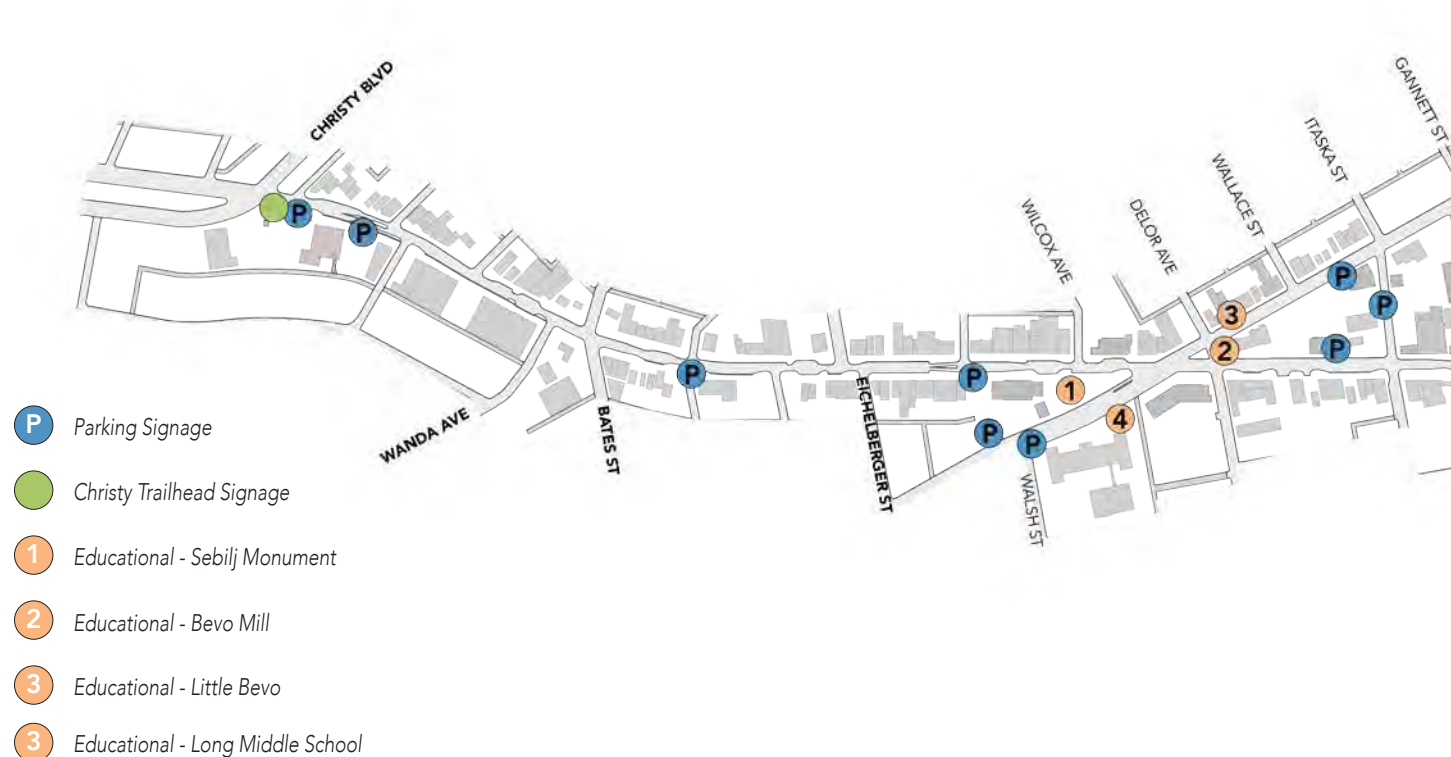 CHRISTY BLVD
GANNETT ST
ITASKA ST
WALLACE ST
DELOR AVE
WILCOX AVE
P
P
P
P
P
3
2
P
P
1
4
P
P
EICHELBERGER ST
WANDA AVE
BATES ST
WALSH ST
P Parking Signage
Christy Trailhead Signage
1 Educational - Sebilj Monument
2 Educational - Bevo Mill
3 Educational - Little Bevo
3 Educational - Long Middle School